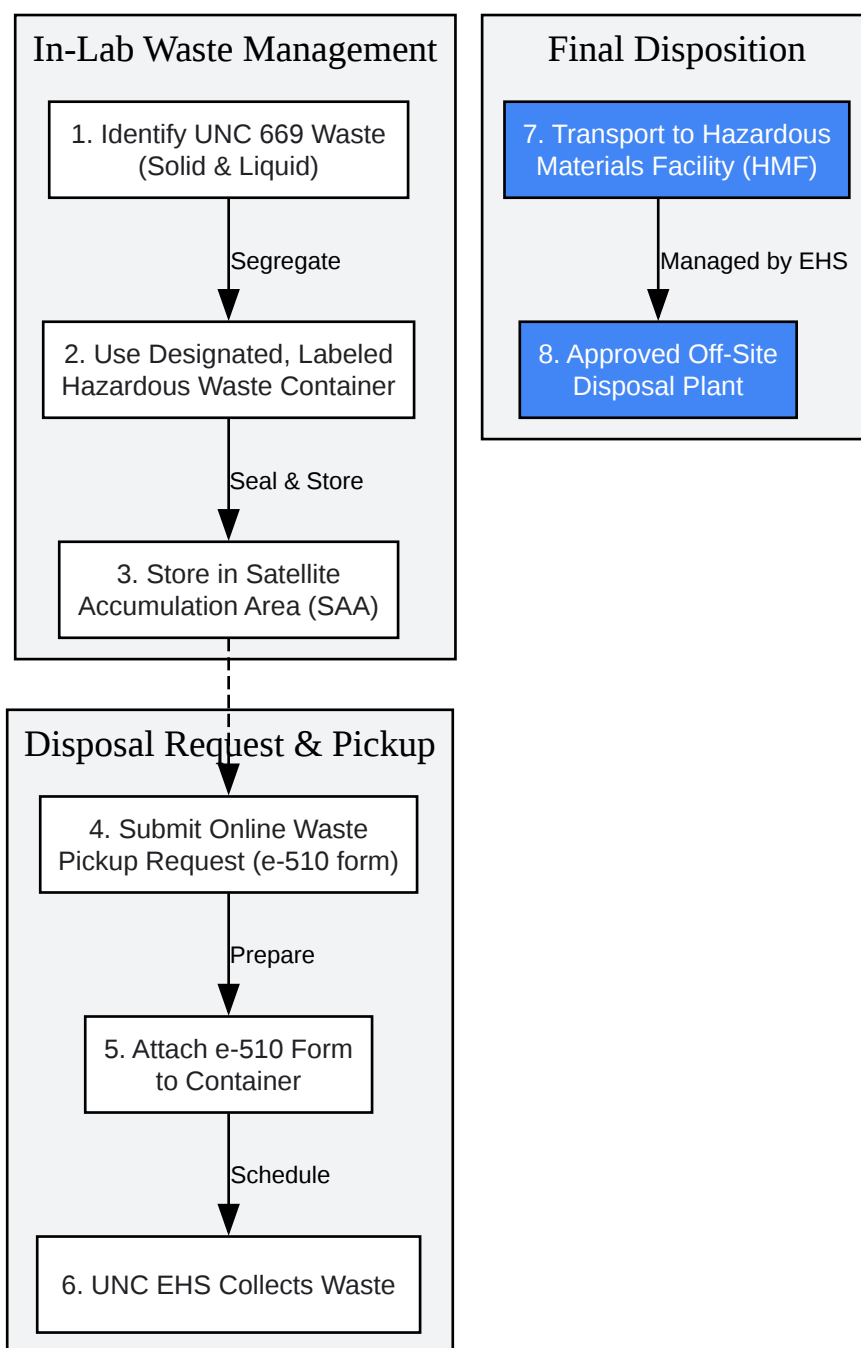 In-Lab Waste Management
1. Identify UNC 669 Waste
(Solid & Liquid)
Segregate
2. Use Designated, Labeled
Hazardous Waste Container
Seal & Store
3. Store in Satellite
Accumulation Area (SAA)
Disposal Request & Pickup
4. Submit Online Waste
Pickup Request (e-510 form)
Prepare
5. Attach e-510 Form
to Container
Schedule
6. UNC EHS Collects Waste
Final Disposition
7. Transport to Hazardous
Materials Facility (HMF)
Managed by EHS
8. Approved Off-Site
Disposal Plant